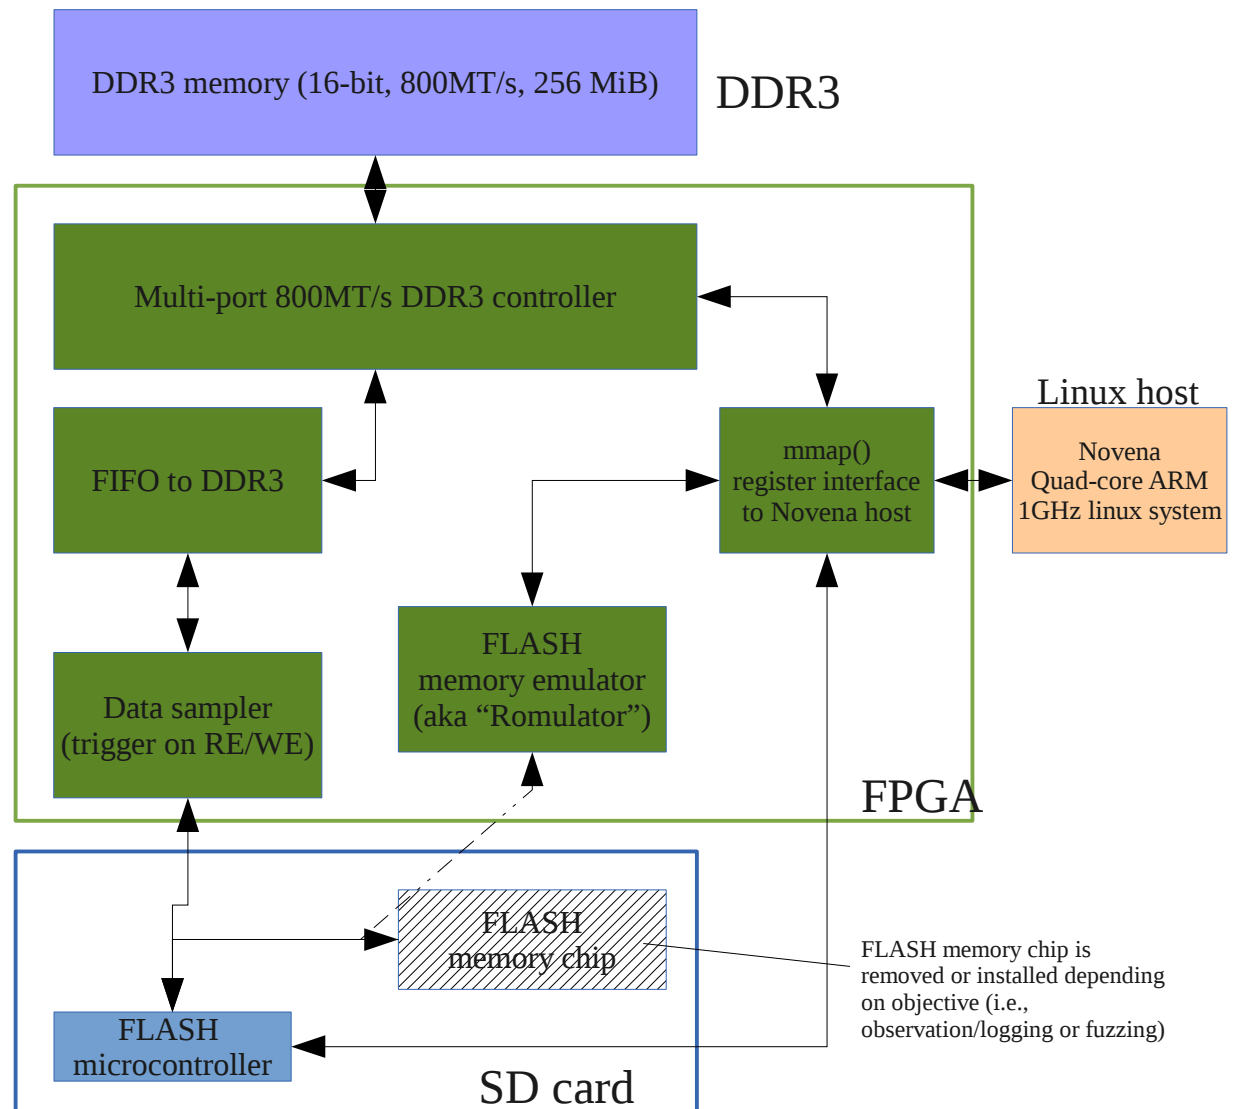 DDR3 memory (16-bit, 800MT/s, 256 MiB)
DDR3
Multi-port 800MT/s DDR3 controller
Linux host
FIFO to DDR3
mmap()
register interface
to Novena host
Novena
Quad-core ARM
1GHz linux system
FLASH
memory emulator
(aka “Romulator”)
Data sampler
(trigger on RE/WE)
FPGA
FLASH
memory chip
FLASH memory chip is
removed or installed depending
on objective (i.e.,
observation/logging or fuzzing)
FLASH
microcontroller
SD card